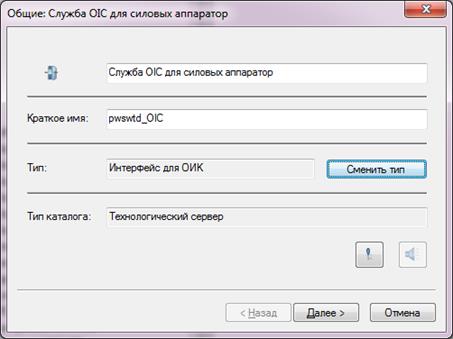 Общие: Служба OIC для силовых аппаратор
Служба OIC для силовых аппаратор
Краткое имя: pwswtd_OIC
Тип: Интерфейс для ОИК Сменить тип
Тип каталога: Технологический сервер
< Назад Далее > Отмена